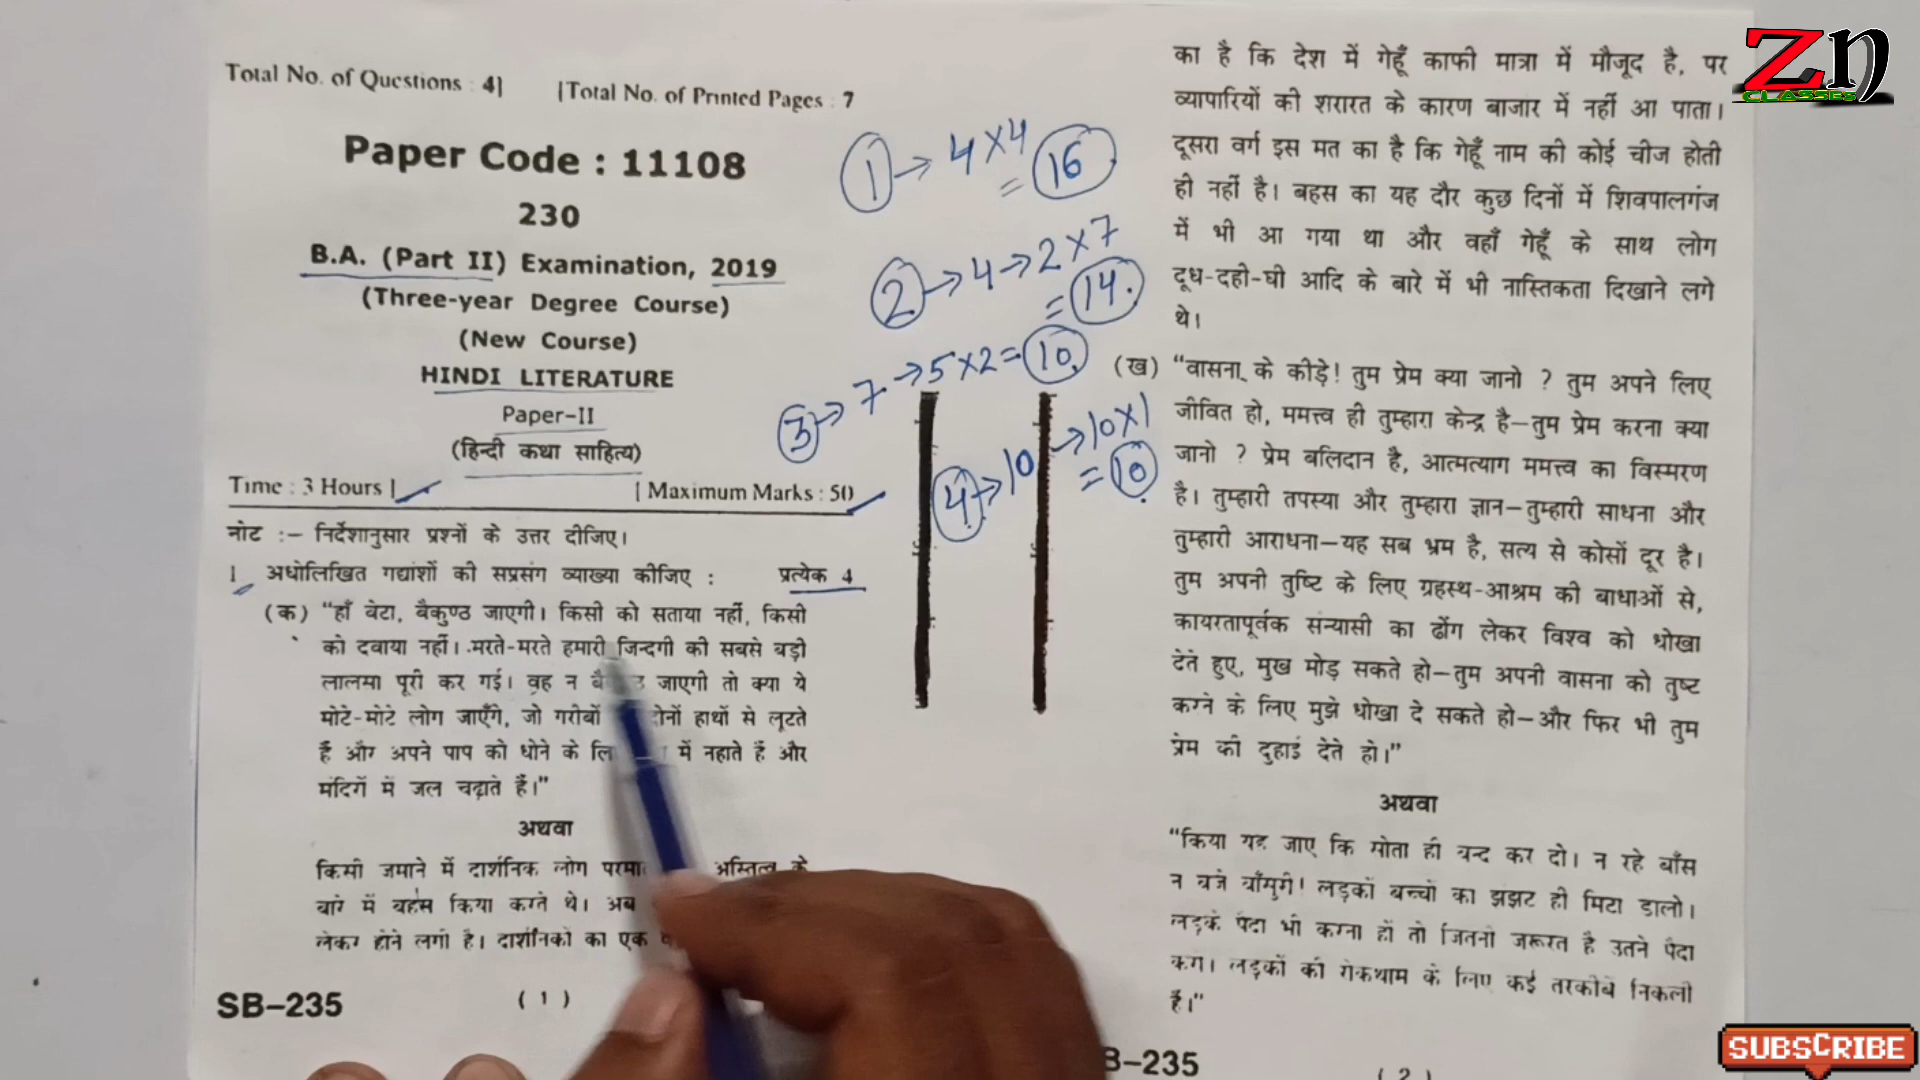 Total No. of Questions : 4]
[Total No. of Printed Pages : 7
Paper Code : 11108
230
B.A. (Part II) Examination, 2019
(Three-year Degree Course)
(New Course)
HINDI LITERATURE
Paper-II
(हिन्दी कथा साहित्य)
Time : 3 Hours ]
[ Maximum Marks : 50
नोट :- निर्देशानुसार प्रश्नों के उत्तर दीजिए।
1 अधोलिखित गद्यांशों की सप्रसंग व्याख्या कीजिए : प्रत्येक 4
(क) “हाँ बेटा, बैकुण्ठ जाएगी। किसी को सताया नहीं, किसी
को दबाया नहीं। मरते-मरते हमारी जिन्दगी की सबसे बड़ी
लालसा पूरी कर गई। वह न जाएगी तो क्या ये
मोटे-मोटे लोग जाएँगे, जो गरीबों दोनों हाथों से लूटते
हैं और अपने पाप को धोने के में नहाते हैं और
मंदिरों में जल चढ़ाते हैं।”
अथवा
किसी जमाने में दार्शनिक लोग अस्तित्व के
बारे में बहस किया करते थे। अब
लेकर होने लगी है। दार्शनिकों का एक
SB–235
( 1 )
① → 4×4
= 16
② → 4 → 2×7
= 14.
③ → 7 → 5×2 = 10.
④ → 10 → 10×1
= 10.
का है कि देश में गेहूँ काफी मात्रा में मौजूद है, पर
व्यापारियों की शरारत के कारण बाजार में नहीं आ पाता।
दूसरा वर्ग इस मत का है कि गेहूँ नाम की कोई चीज होती
ही नहीं है। बहस का यह दौर कुछ दिनों में शिवपालगंज
में भी आ गया था और वहाँ गेहूँ के साथ लोग
दूध-दही-घी आदि के बारे में भी नास्तिकता दिखाने लगे
थे।
(ख) “वासना के कीड़े! तुम प्रेम क्या जानो ? तुम अपने लिए
जीवित हो, ममत्त्व ही तुम्हारा केन्द्र है–तुम प्रेम करना क्या
जानो ? प्रेम बलिदान है, आत्मत्याग ममत्त्व का विस्मरण
है। तुम्हारी तपस्या और तुम्हारा ज्ञान–तुम्हारी साधना और
तुम्हारी आराधना–यह सब भ्रम है, सत्य से कोसों दूर है।
तुम अपनी तुष्टि के लिए ग्रहस्थ-आश्रम की बाधाओं से,
कायरतापूर्वक संन्यासी का ढोंग लेकर विश्व को धोखा
देते हुए, मुख मोड़ सकते हो–तुम अपनी वासना को तुष्ट
करने के लिए मुझे धोखा दे सकते हो–और फिर भी तुम
प्रेम की दुहाई देते हो।”
अथवा
“किया यह जाए कि सोता ही बन्द कर दो। न रहे बाँस
न बजे बाँसुरी! लड़कों बच्चों का झंझट ही मिटा डालो।
लड़के पैदा भी करना हों तो जितनी जरूरत है उतने पैदा
करो। लड़कों की रोकथाम के लिए कई तरकीबें निकली
हैं।”
B–235
( 2 )
Zn
CLASSES
SUBSCRIBE